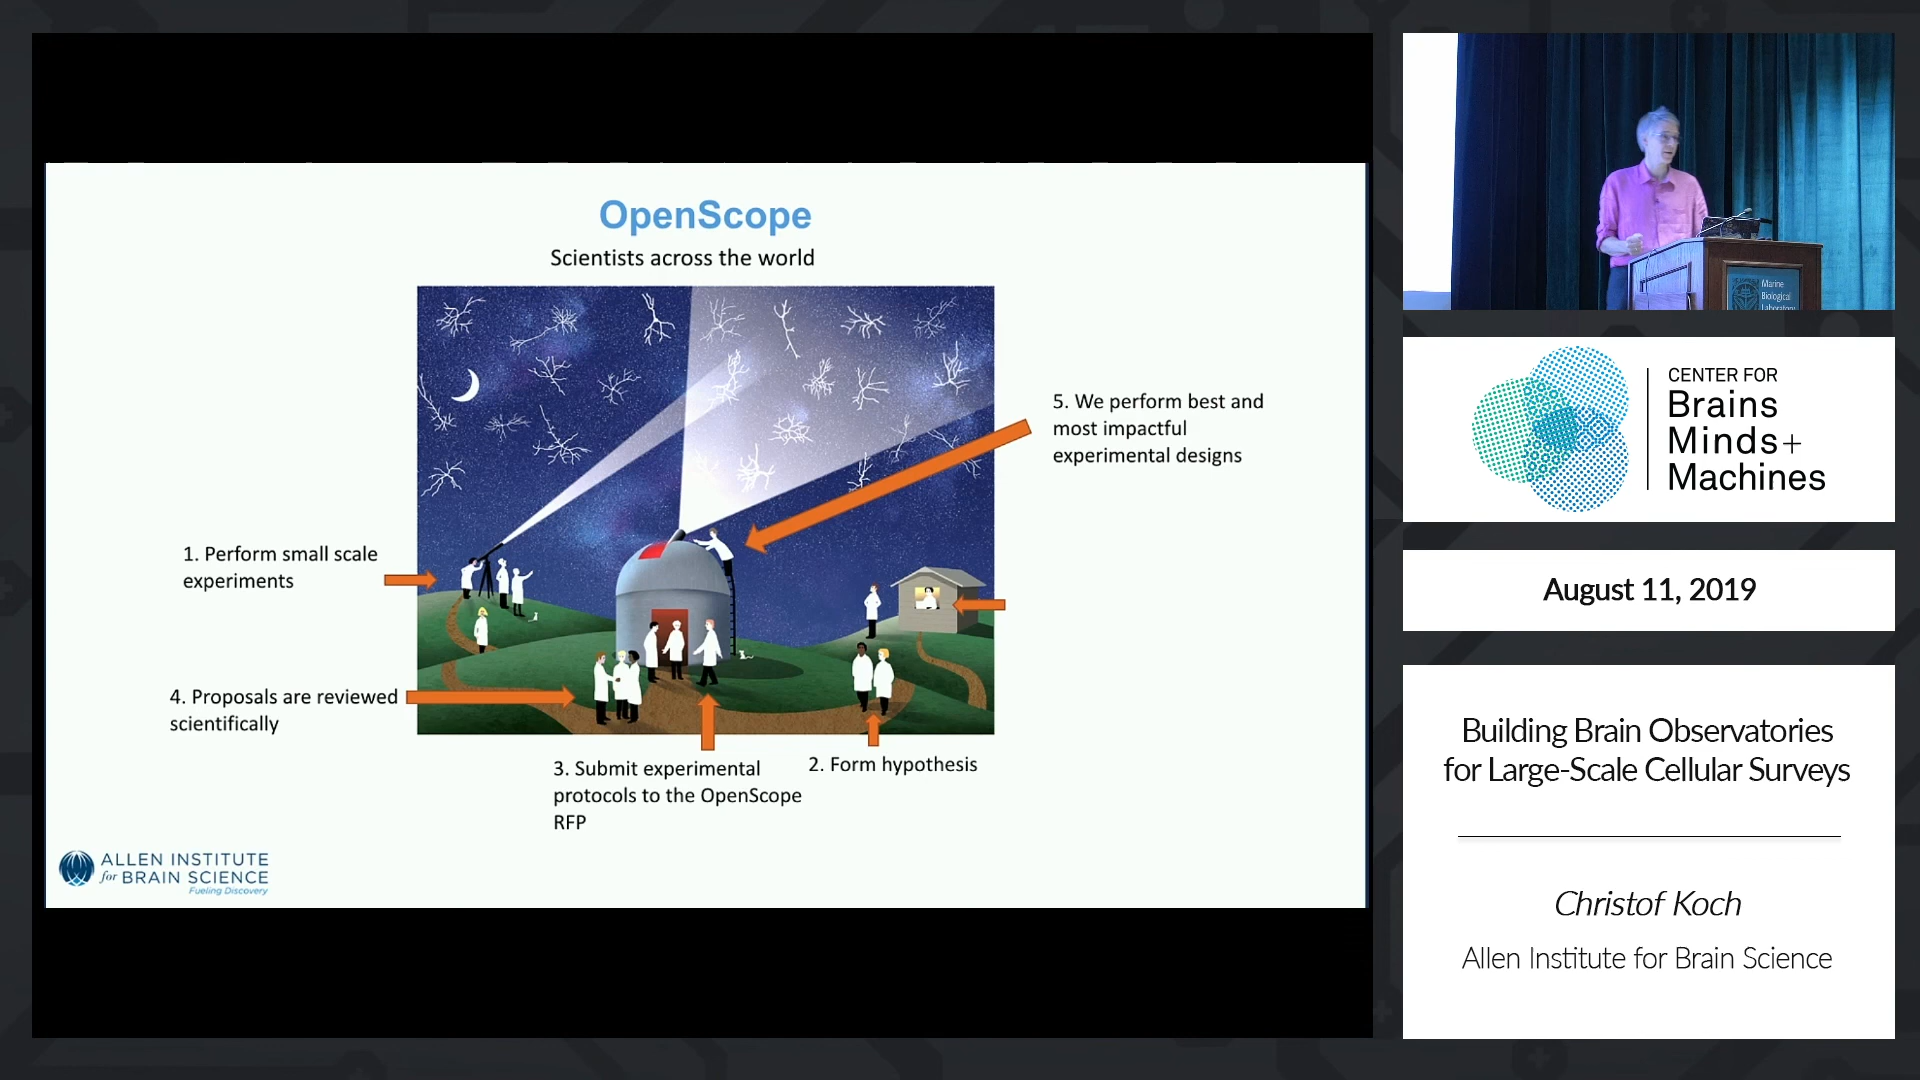 OpenScope
Scientists across the world
5. We perform best and
most impactful
experimental designs
1. Perform small scale
experiments
4. Proposals are reviewed
scientifically
3. Submit experimental
protocols to the OpenScope
RFP
2. Form hypothesis
ALLEN INSTITUTE
for BRAIN SCIENCE
Fueling Discovery
Marine
Biological
Laboratory
CENTER FOR
Brains
Minds+
Machines
August 11, 2019
Building Brain Observatories
for Large-Scale Cellular Surveys
Christof Koch
Allen Institute for Brain Science